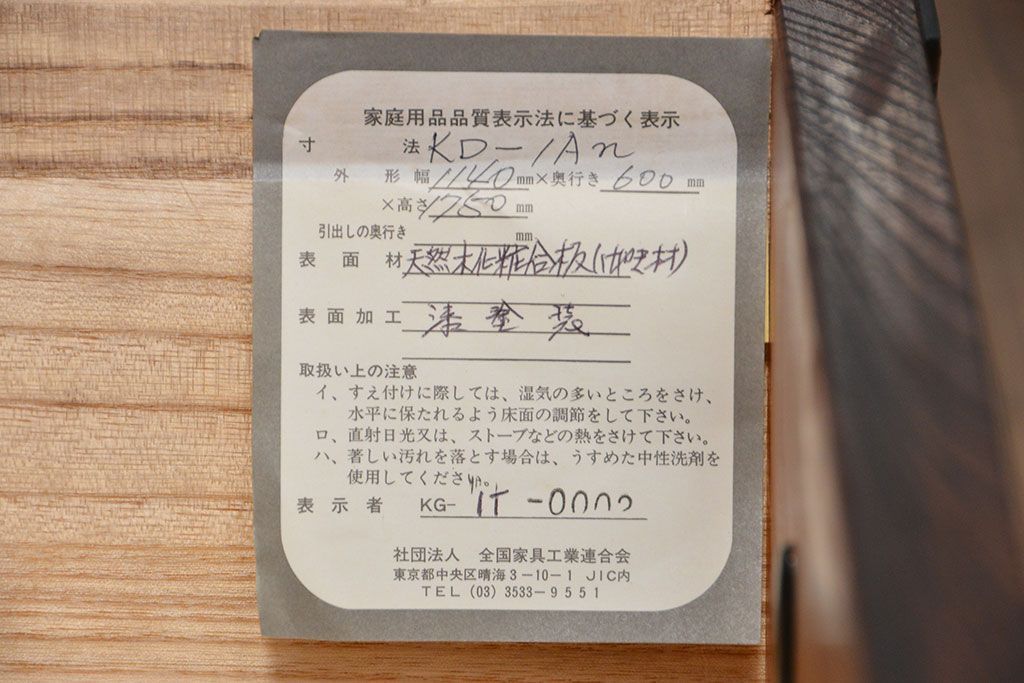 家庭用品品質表示法に基づく表示
寸 法 KD-1An
外 形 幅 1140 mm×奥行き 600 mm
×高さ 1750 mm
引出しの奥行き mm
表 面 材 天然木化粧合板(けやき材)
表面加工 漆塗装
取扱い上の注意
イ、すえ付けに際しては、湿気の多いところをさけ、
水平に保たれるよう床面の調節をして下さい。
ロ、直射日光又は、ストーブなどの熱をさけて下さい。
ハ、著しい汚れを落とす場合は、うすめた中性洗剤を
使用してくださ。
表 示 者 KG-
社団法人 全国家具工業連合会
東京都中央区晴海3-10-1 JIC内
TEL (03) 3533-9551